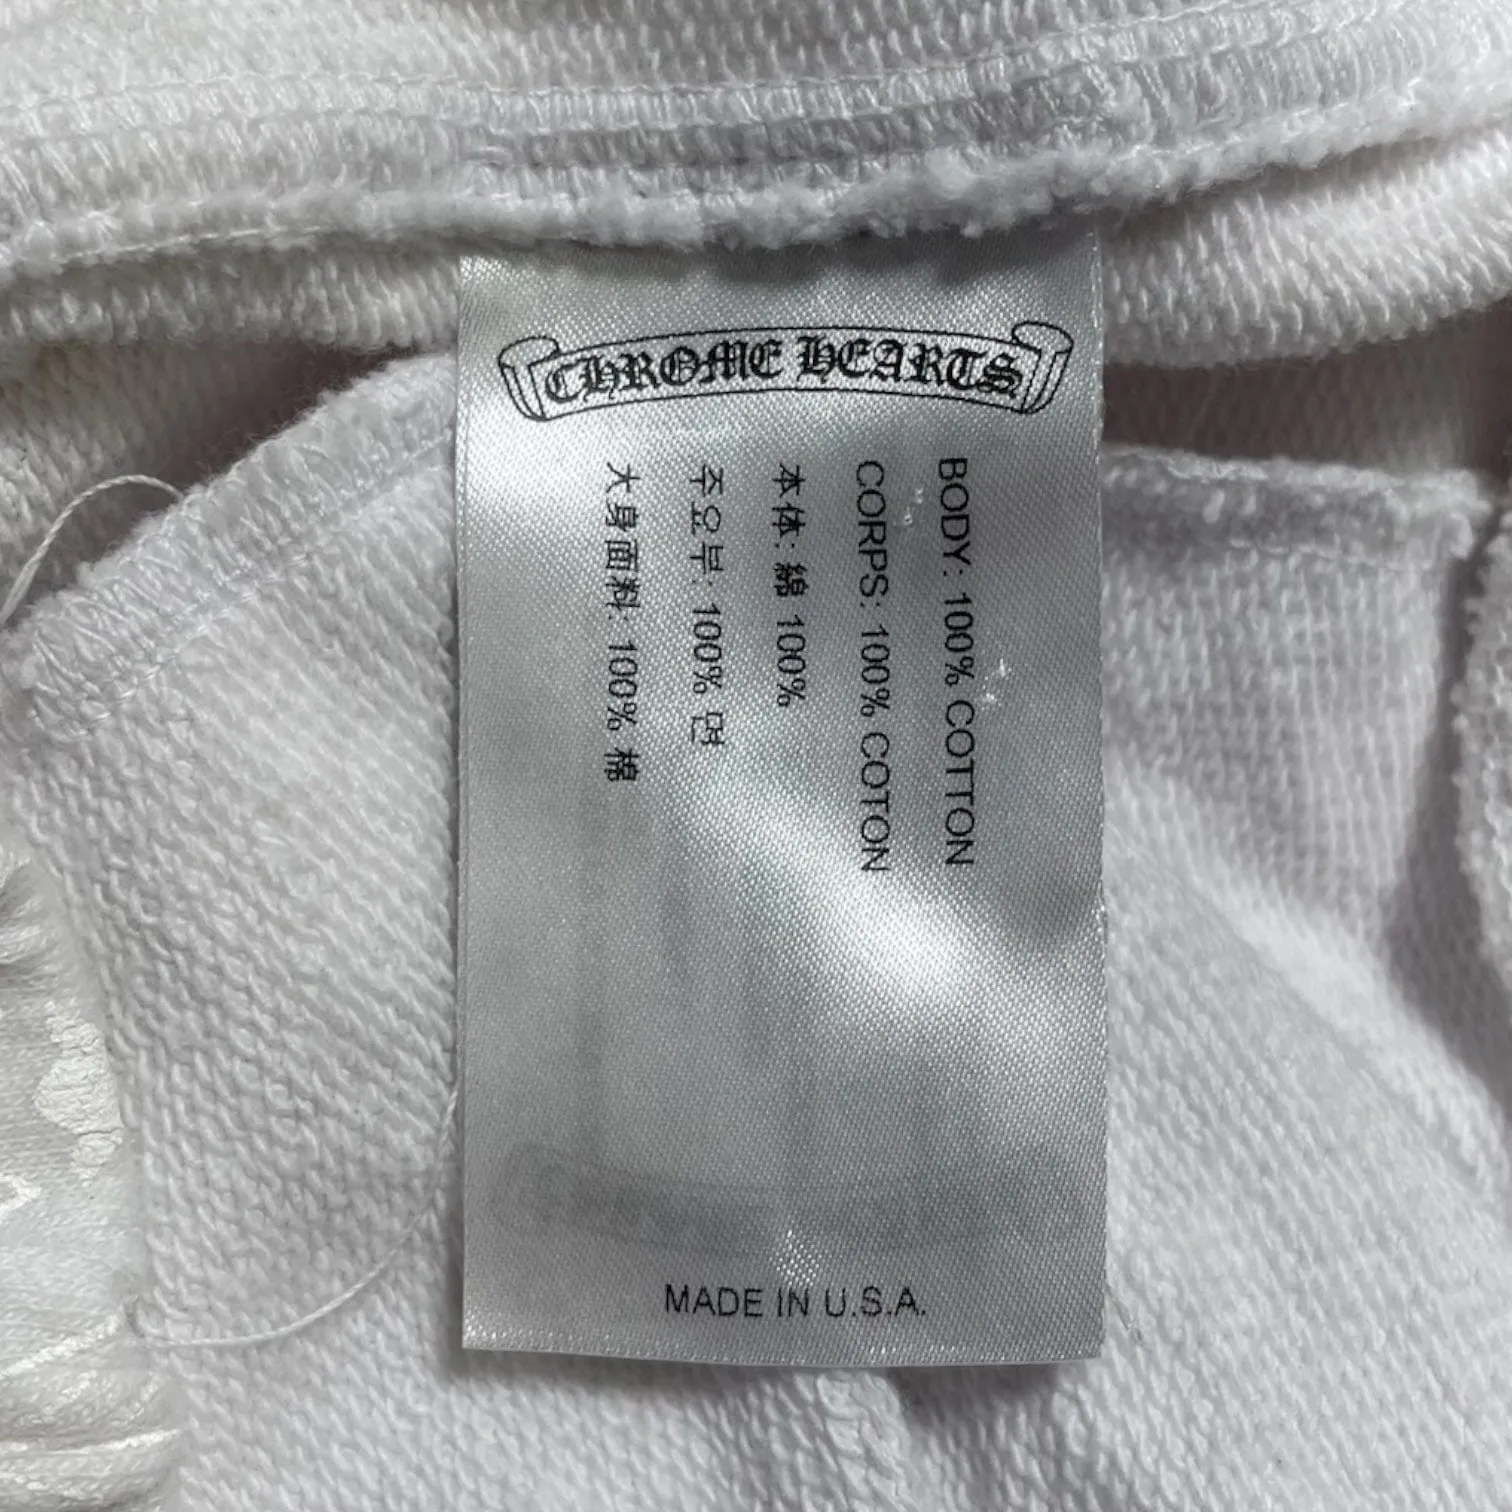 CHROME HEARTS
BODY: 100% COTTON
CORPS: 100% COTON
本体: 綿 100%
주요부: 100% 면
大身面料: 100% 棉
MADE IN U.S.A.